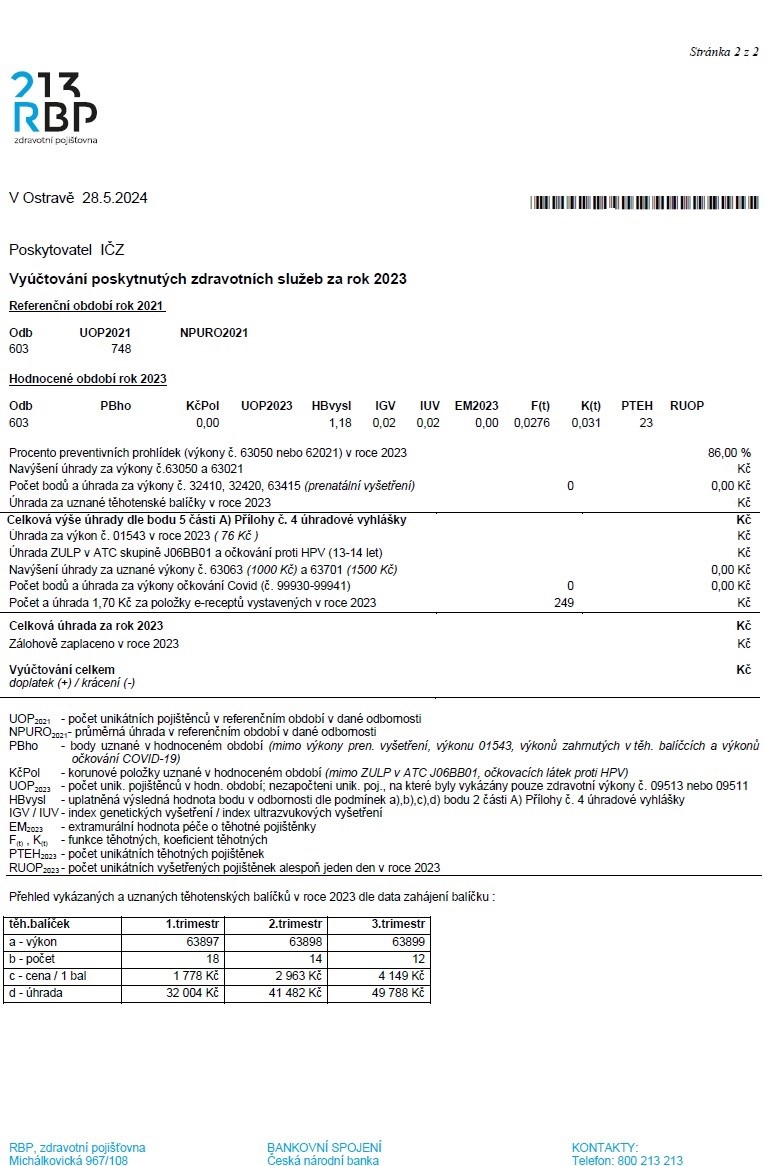 Stránka 2 z 2
213
RBP
zdravotní pojišťovna
V Ostravě 28.5.2024
Poskytovatel IČZ
Vyúčtování poskytnutých zdravotních služeb za rok 2023
Referenční období rok 2021
Odb UOP2021 NPURO2021
603 748
Hodnocené období rok 2023
Odb PBho KčPol UOP2023 HBvysl IGV IUV EM2023 F(t) K(t) PTEH RUOP
603 0,00 1,18 0,02 0,02 0,00 0,0276 0,031 23
Procento preventivních prohlídek (výkony č. 63050 nebo 62021) v roce 2023 86,00 %
Navýšení úhrady za výkony č.63050 a 63021 Kč
Počet bodů a úhrada za výkony č. 32410, 32420, 63415 (prenatální vyšetření) 0 0,00 Kč
Úhrada za uznané těhotenské balíčky v roce 2023 Kč
Celková výše úhrady dle bodu 5 části A) Přílohy č. 4 úhradové vyhlášky Kč
Úhrada za výkon č. 01543 v roce 2023 ( 76 Kč ) Kč
Úhrada ZULP v ATC skupině J06BB01 a očkování proti HPV (13-14 let) Kč
Navýšení úhrady za uznané výkony č. 63063 (1000 Kč) a 63701 (1500 Kč) 0,00 Kč
Počet bodů a úhrada za výkony očkování Covid (č. 99930-99941) 0 0,00 Kč
Počet a úhrada 1,70 Kč za položky e-receptů vystavených v roce 2023 249 Kč
Celková úhrada za rok 2023 Kč
Zálohově zaplaceno v roce 2023 Kč
Vyúčtování celkem Kč
doplatek (+) / krácení (-)
UOP2021 - počet unikátních pojištěnců v referenčním období v dané odbornosti
NPURO2021- průměrná úhrada v referenčním období v dané odbornosti
PBho - body uznané v hodnoceném období (mimo výkony pren. vyšetření, výkonu 01543, výkonů zahrnutých v těh. balíčcích a výkonů
očkování COVID-19)
KčPol - korunové položky uznané v hodnoceném období (mimo ZULP v ATC J06BB01, očkovacích látek proti HPV)
UOP2023 - počet unik. pojištěnců v hodn. období; nezapočteni unik. poj., na které byly vykázány pouze zdravotní výkony č. 09513 nebo 09511
HBvysl - uplatněná výsledná hodnota bodu v odbornosti dle podmínek a),b),c),d) bodu 2 části A) Přílohy č. 4 úhradové vyhlášky
IGV / IUV - index genetických vyšetření / index ultrazvukových vyšetření
EM2023 - extramurální hodnota péče o těhotné pojištěnky
F(t) , K(t) - funkce těhotných, koeficient těhotných
PTEH2023 - počet unikátních těhotných pojištěnek
RUOP2023 - počet unikátních vyšetřených pojištěnek alespoň jeden den v roce 2023
Přehled vykázaných a uznaných těhotenských balíčků v roce 2023 dle data zahájení balíčku :
těh.balíček 1.trimestr 2.trimestr 3.trimestr
a - výkon 63897 63898 63899
b - počet 18 14 12
c - cena / 1 bal 1 778 Kč 2 963 Kč 4 149 Kč
d - úhrada 32 004 Kč 41 482 Kč 49 788 Kč
RBP, zdravotní pojišťovna BANKOVNÍ SPOJENÍ KONTAKTY:
Michálkovická 967/108 Česká národní banka Telefon: 800 213 213